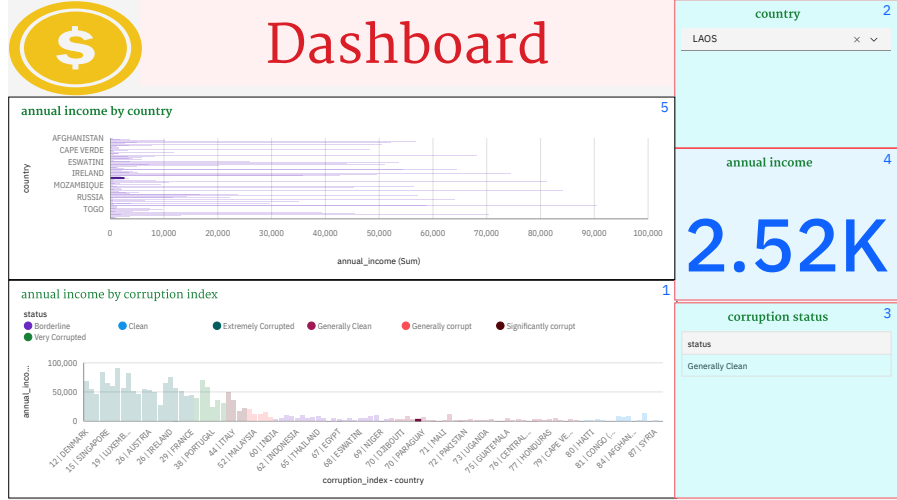 $
Dashboard
country
2
LAOS
annual income by country
5
AFGHANISTAN
CAPE VERDE
ESWATINI
IRELAND
MOZAMBIQUE
RUSSIA
TOGO
country
0
10,000
20,000
30,000
40,000
50,000
60,000
70,000
80,000
90,000
100,000
annual_income (Sum)
annual income
4
2.52K
annual income by corruption index
1
status
Borderline
Clean
Extremely Corrupted
Generally Clean
Generally corrupt
Significantly corrupt
Very Corrupted
annual_inco...
100,000
50,000
0
12 | DENMARK
15 | SINGAPORE
19 | LUXEMB...
26 | AUSTRIA
26 | IRELAND
29 | FRANCE
38 | PORTUGAL
44 | ITALY
52 | MALAYSIA
60 | INDIA
62 | INDONESIA
65 | THAILAND
67 | EGYPT
68 | ESWATINI
69 | NIGER
70 | DJIBOUTI
70 | PARAGUAY
71 | MALI
72 | PAKISTAN
73 | UGANDA
75 | GUATEMALA
76 | CENTRAL...
77 | HONDURAS
79 | CAPE VE...
80 | HAITI
81 | CONGO (...
84 | AFGHAN...
87 | SYRIA
corruption_index - country
corruption status
3
status
Generally Clean